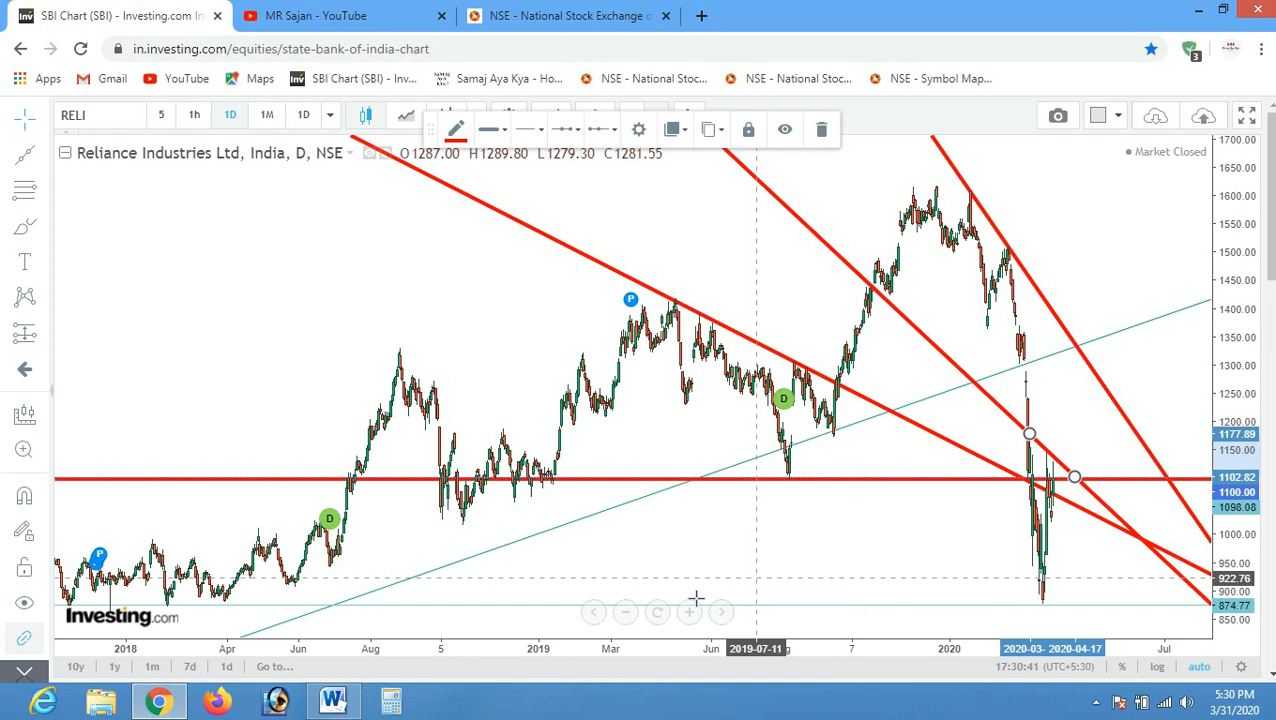 SBI Chart (SBI) - Investing.com In
MR Sajan - YouTube
NSE - National Stock Exchange o
in.investing.com/equities/state-bank-of-india-chart
3
Apps
Gmail
YouTube
Maps
SBI Chart (SBI) - Inv...
Samaj Aya Kya - Ho...
NSE - National Stoc...
NSE - National Stoc...
NSE - Symbol Map...
RELI
5
1h
1D
1M
1D
Reliance Industries Ltd, India, D, NSE
O1287.00 H1289.80 L1279.30 C1281.55
Market Closed
1700.00
1650.00
1600.00
1550.00
1500.00
1450.00
1400.00
1350.00
1300.00
1250.00
1200.00
1177.89
1150.00
1102.82
1100.00
1098.08
1000.00
950.00
922.76
900.00
874.77
850.00
P
D
D
P
Investing.com
2018
Apr
Jun
Aug
5
2019
Jun
2019-07-11
g
7
2020
2020-03-
2020-04-17
Jul
10y
1y
1m
7d
1d
Go to...
17:30:41 (UTC+5:30)
%
log
auto
5:30 PM
3/31/2020